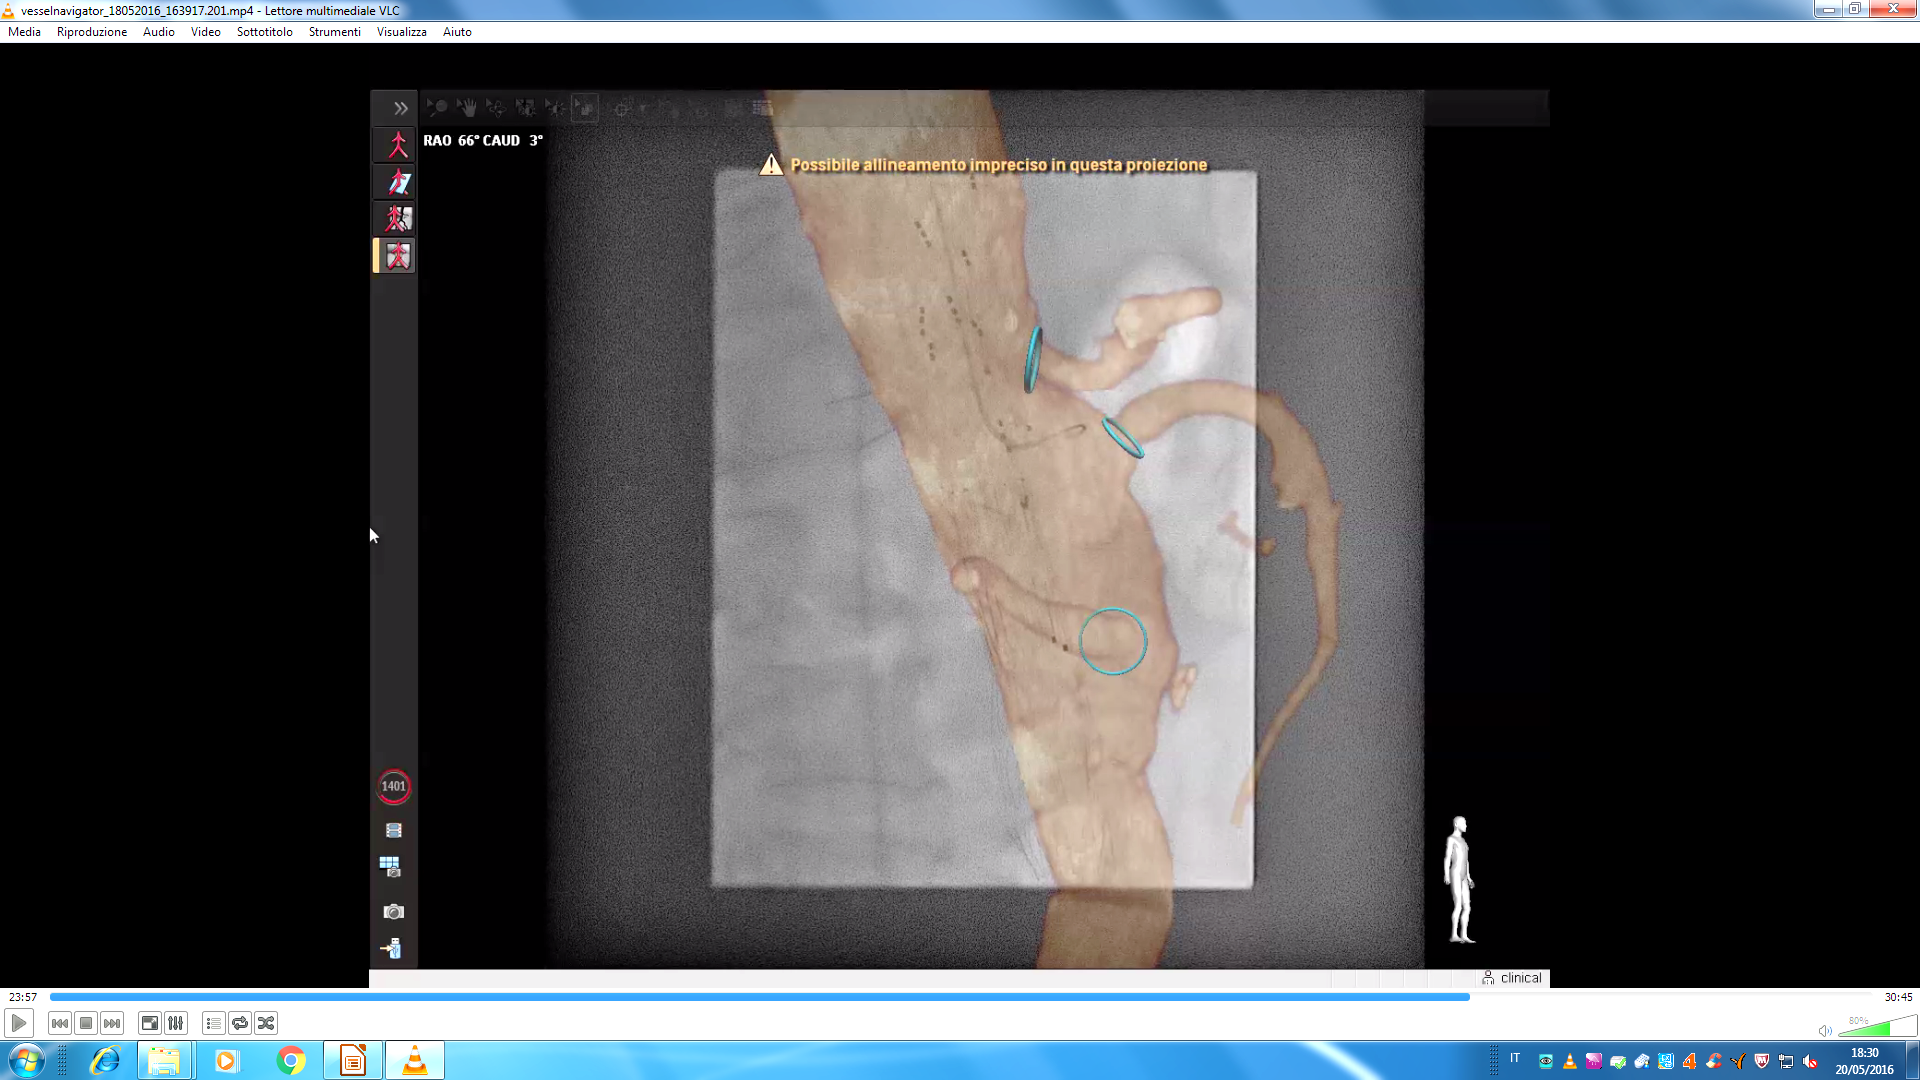 vesselnavigator_18052016_163917.201.mp4 - Lettore multimediale VLC
Media Riproduzione Audio Video Sottotitolo Strumenti Visualizza Aiuto
RAO 66° CAUD 3°
Possibile allineamento impreciso in questa proiezione
1401
clinical
23:57
30:45
80%
IT
18:30
20/05/2016